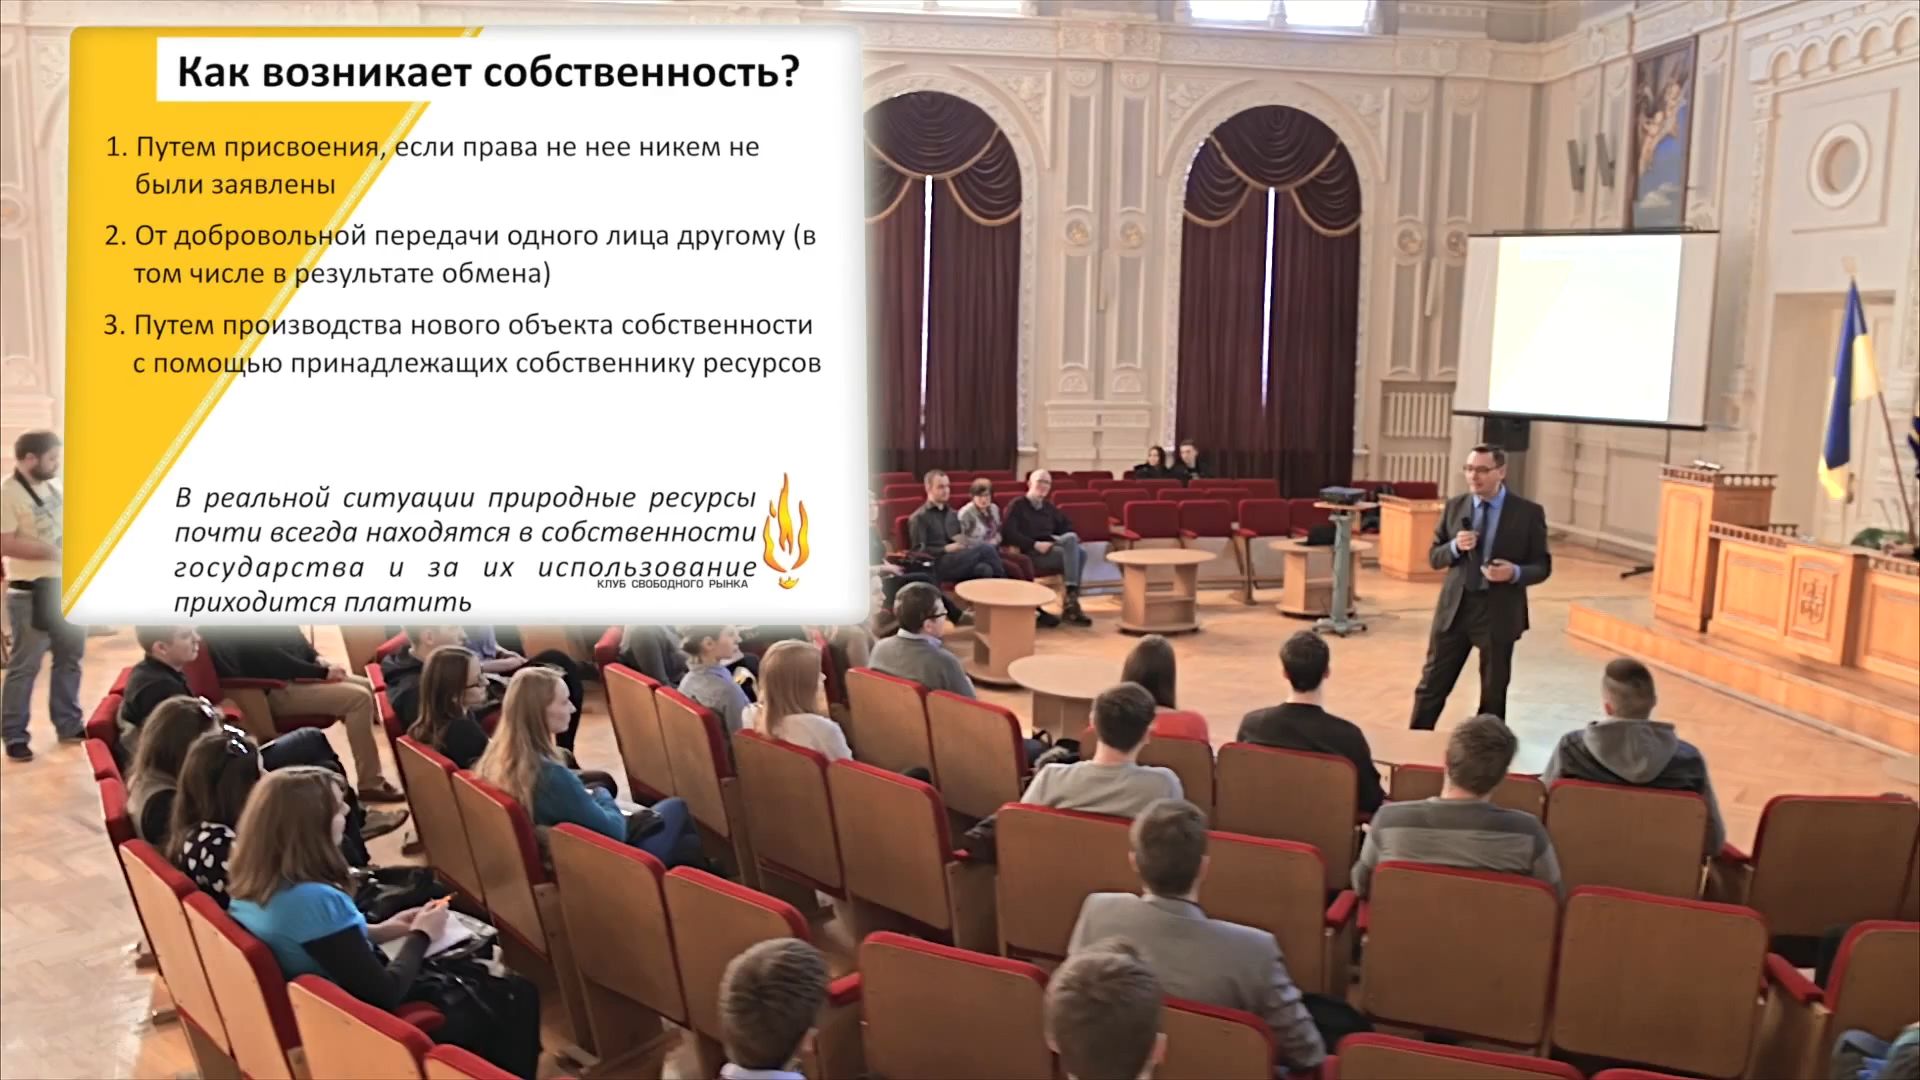 Как возникает собственность?
1. Путем присвоения, если права не нее никем не
были заявлены
2. От добровольной передачи одного лица другому (в
том числе в результате обмена)
3. Путем производства нового объекта собственности
с помощью принадлежащих собственнику ресурсов
В реальной ситуации природные ресурсы
почти всегда находятся в собственности
государства и за их использование
приходится платить
КЛУБ СВОБОДНОГО РЫНКА